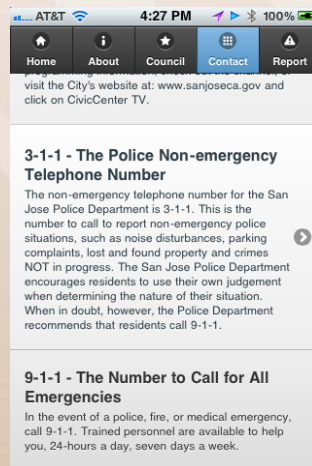 AT&T 4:27 PM 100%
Home About Council Contact Report
programming information, check out the channel, or
visit the City's website at: www.sanjoseca.gov and
click on CivicCenter TV.
3-1-1 - The Police Non-emergency
Telephone Number
The non-emergency telephone number for the San
Jose Police Department is 3-1-1. This is the
number to call to report non-emergency police
situations, such as noise disturbances, parking
complaints, lost and found property and crimes
NOT in progress. The San Jose Police Department
encourages residents to use their own judgement
when determining the nature of their situation.
When in doubt, however, the Police Department
recommends that residents call 9-1-1.
9-1-1 - The Number to Call for All
Emergencies
In the event of a police, fire, or medical emergency,
call 9-1-1. Trained personnel are available to help
you, 24-hours a day, seven days a week.